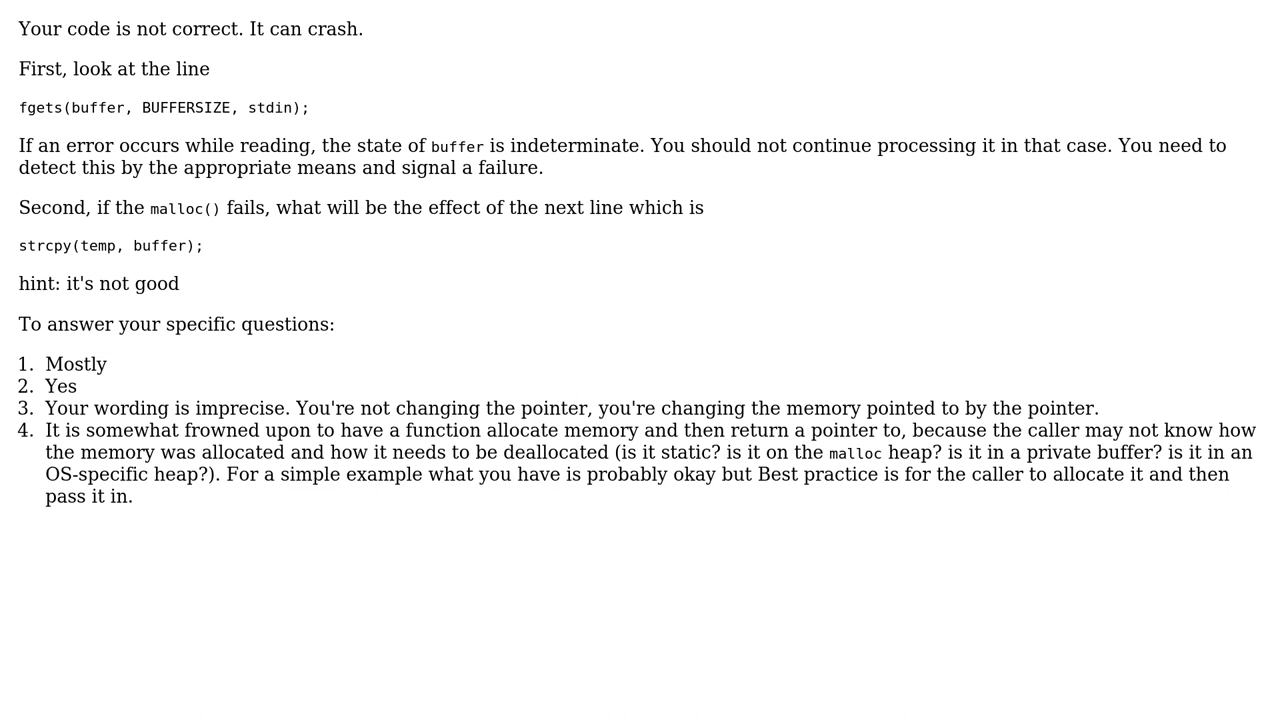 Your code is not correct. It can crash.
First, look at the line
fgets(buffer, BUFFERSIZE, stdin);
If an error occurs while reading, the state of buffer is indeterminate. You should not continue processing it in that case. You need to
detect this by the appropriate means and signal a failure.
Second, if the malloc() fails, what will be the effect of the next line which is
strcpy(temp, buffer);
hint: it's not good
To answer your specific questions:
1. Mostly
2. Yes
3. Your wording is imprecise. You're not changing the pointer, you're changing the memory pointed to by the pointer.
4. It is somewhat frowned upon to have a function allocate memory and then return a pointer to, because the caller may not know how
the memory was allocated and how it needs to be deallocated (is it static? is it on the malloc heap? is it in a private buffer? is it in an
OS-specific heap?). For a simple example what you have is probably okay but Best practice is for the caller to allocate it and then
pass it in.